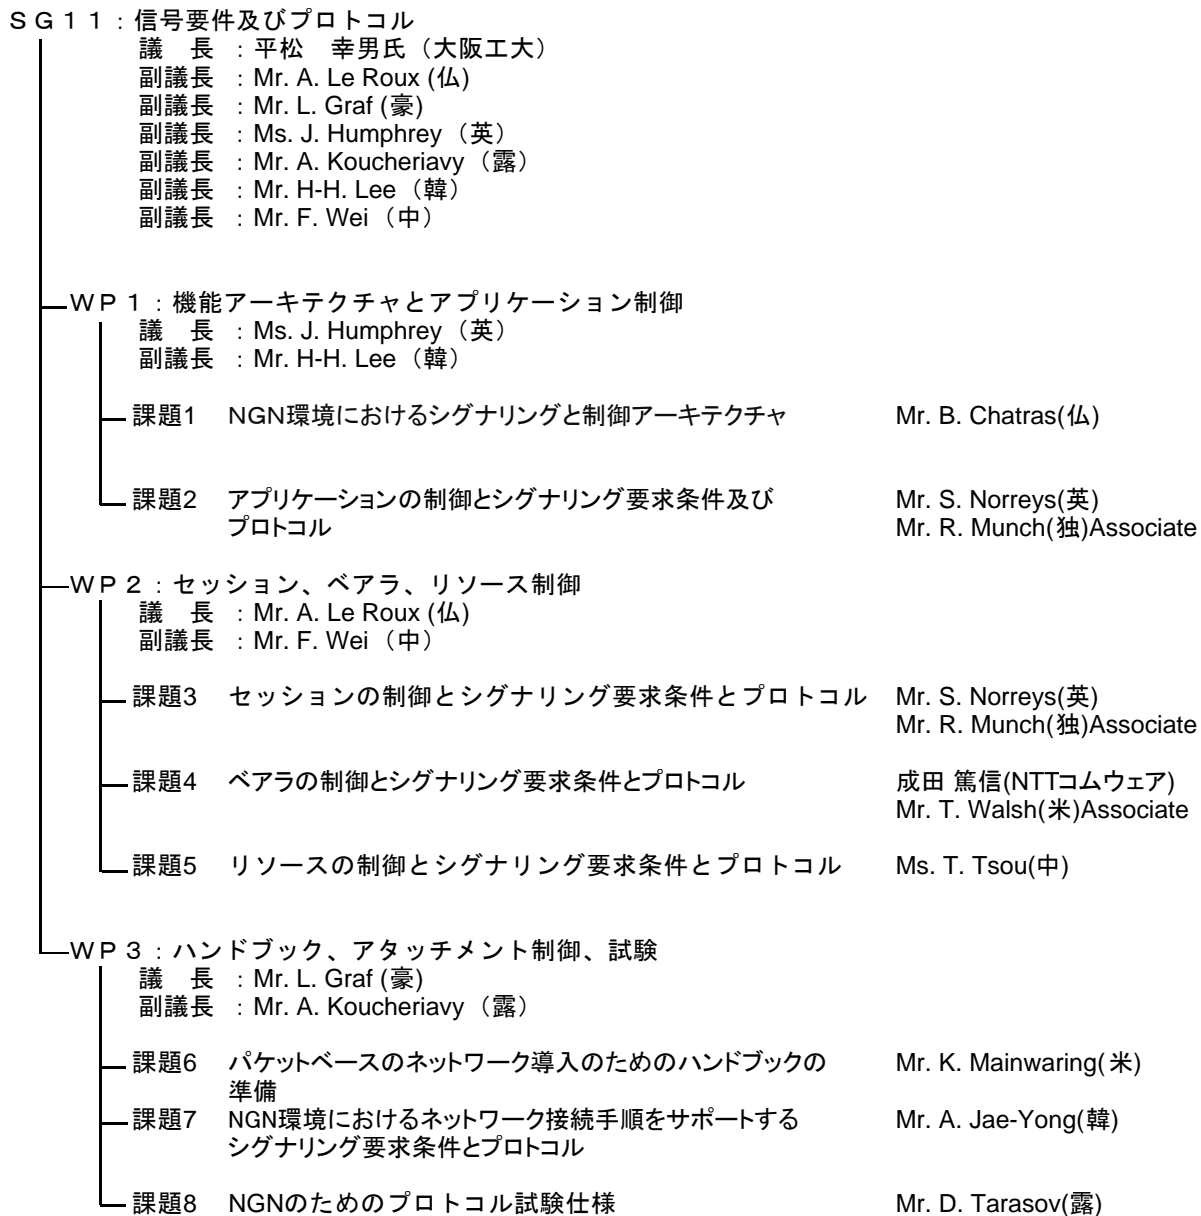 ＳＧ１１：信号要件及びプロトコル
議　長　：平松　幸男氏（大阪工大）
副議長　：Mr. A. Le Roux (仏)
副議長　：Mr. L. Graf (豪)
副議長　：Ms. J. Humphrey （英）
副議長　：Mr. A. Koucheriavy （露）
副議長　：Mr. H-H. Lee （韓）
副議長　：Mr. F. Wei （中）
ＷＰ１：機能アーキテクチャとアプリケーション制御
議　長　：Ms. J. Humphrey （英）
副議長　：Mr. H-H. Lee （韓）
課題1　NGN環境におけるシグナリングと制御アーキテクチャ　Mr. B. Chatras(仏)
課題2　アプリケーションの制御とシグナリング要求条件及び　Mr. S. Norreys(英)
プロトコル　Mr. R. Munch(独)Associate
ＷＰ２：セッション、ベアラ、リソース制御
議　長　：Mr. A. Le Roux (仏)
副議長　：Mr. F. Wei （中）
課題3　セッションの制御とシグナリング要求条件とプロトコル　Mr. S. Norreys(英)
Mr. R. Munch(独)Associate
課題4　ベアラの制御とシグナリング要求条件とプロトコル　成田 篤信(NTTコムウェア)
Mr. T. Walsh(米)Associate
課題5　リソースの制御とシグナリング要求条件とプロトコル　Ms. T. Tsou(中)
ＷＰ３：ハンドブック、アタッチメント制御、試験
議　長　：Mr. L. Graf (豪)
副議長　：Mr. A. Koucheriavy （露）
課題6　パケットベースのネットワーク導入のためのハンドブックの　Mr. K. Mainwaring(米)
準備
課題7　NGN環境におけるネットワーク接続手順をサポートする　Mr. A. Jae-Yong(韓)
シグナリング要求条件とプロトコル
課題8　NGNのためのプロトコル試験仕様　Mr. D. Tarasov(露)